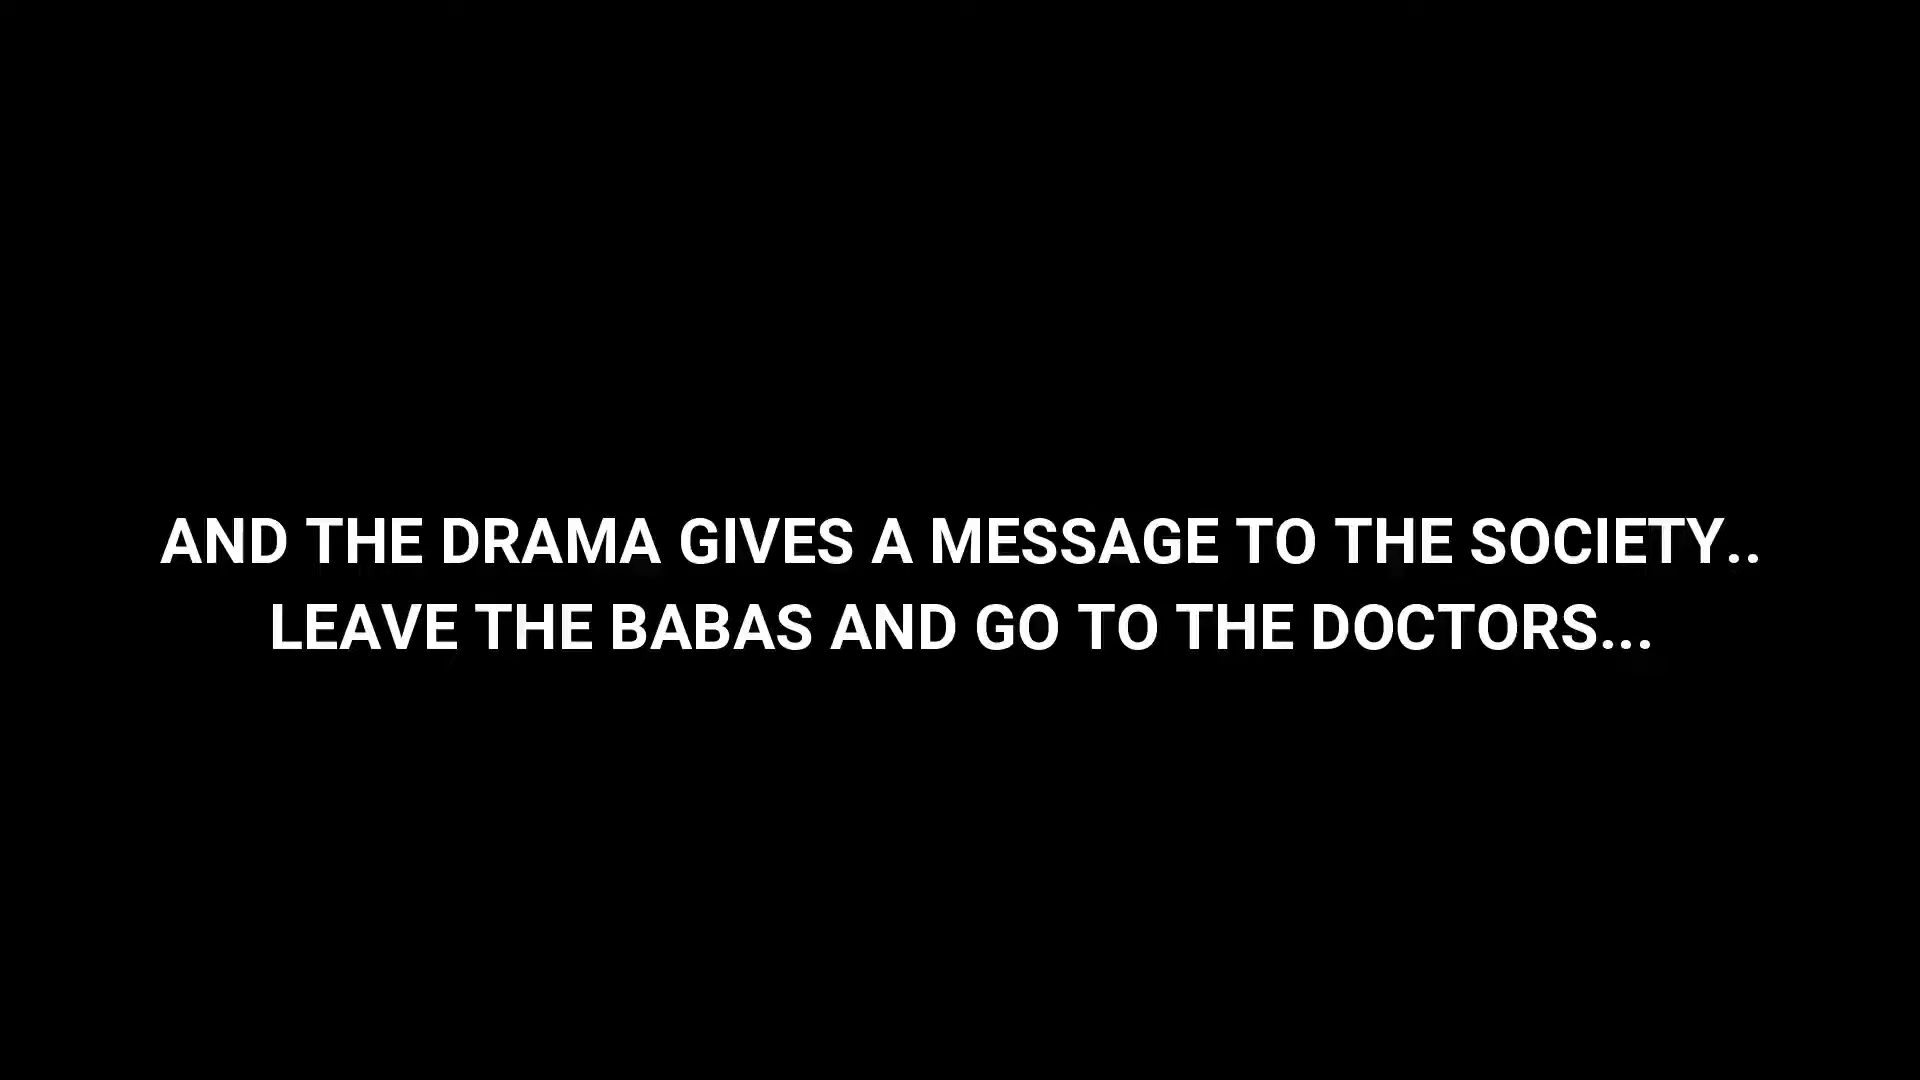 AND THE DRAMA GIVES A MESSAGE TO THE SOCIETY..
LEAVE THE BABAS AND GO TO THE DOCTORS...